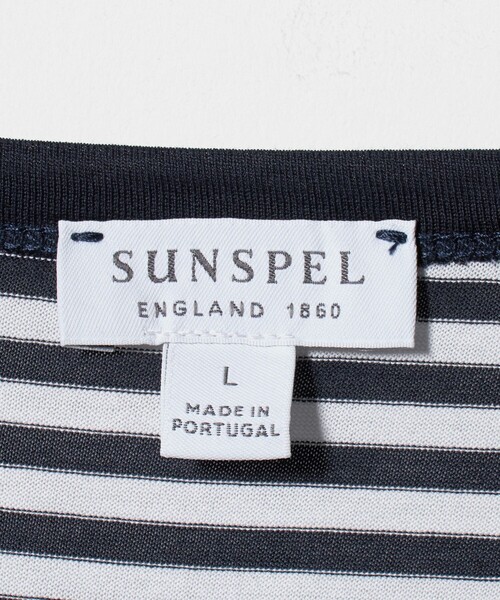 SUNSPEL
ENGLAND 1860
L
MADE IN
PORTUGAL